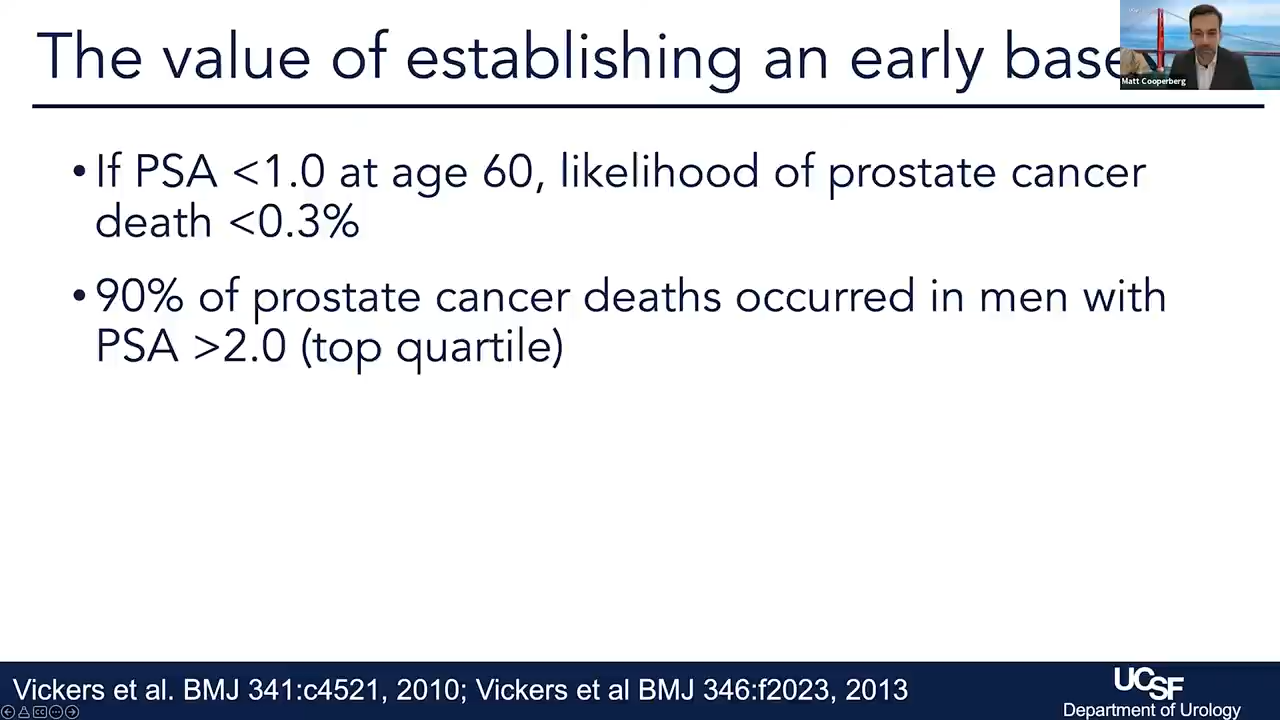 The value of establishing an early base
Matt Cooperberg
•If PSA <1.0 at age 60, likelihood of prostate cancer
death <0.3%
•90% of prostate cancer deaths occurred in men with
PSA >2.0 (top quartile)
Vickers et al. BMJ 341:c4521, 2010; Vickers et al BMJ 346:f2023, 2013
UCSF
Department of Urology